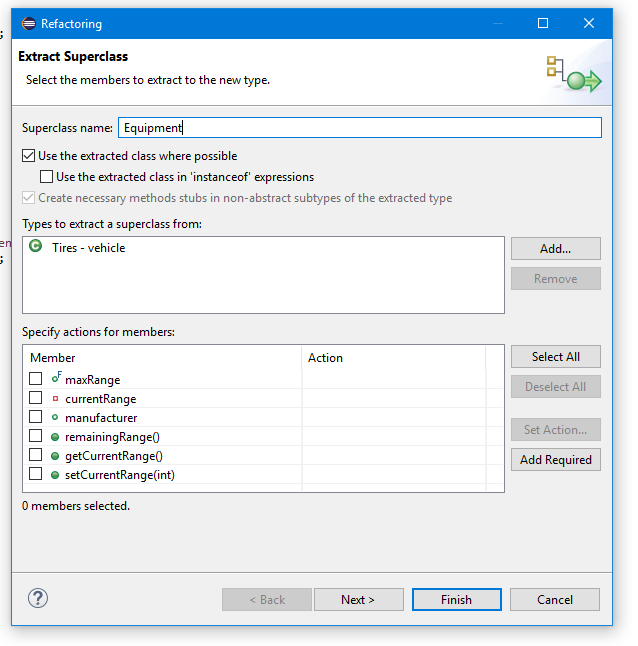 Refactoring
Extract Superclass
Select the members to extract to the new type.
Superclass name: Equipment
Use the extracted class where possible
Use the extracted class in 'instanceof' expressions
Create necessary methods stubs in non-abstract subtypes of the extracted type
Types to extract a superclass from:
C Tires - vehicle
Add...
Remove
Specify actions for members:
Member Action
F maxRange
currentRange
manufacturer
remainingRange()
getCurrentRange()
setCurrentRange(int)
Select All
Deselect All
Set Action...
Add Required
0 members selected.
? < Back Next > Finish Cancel
;
en
;